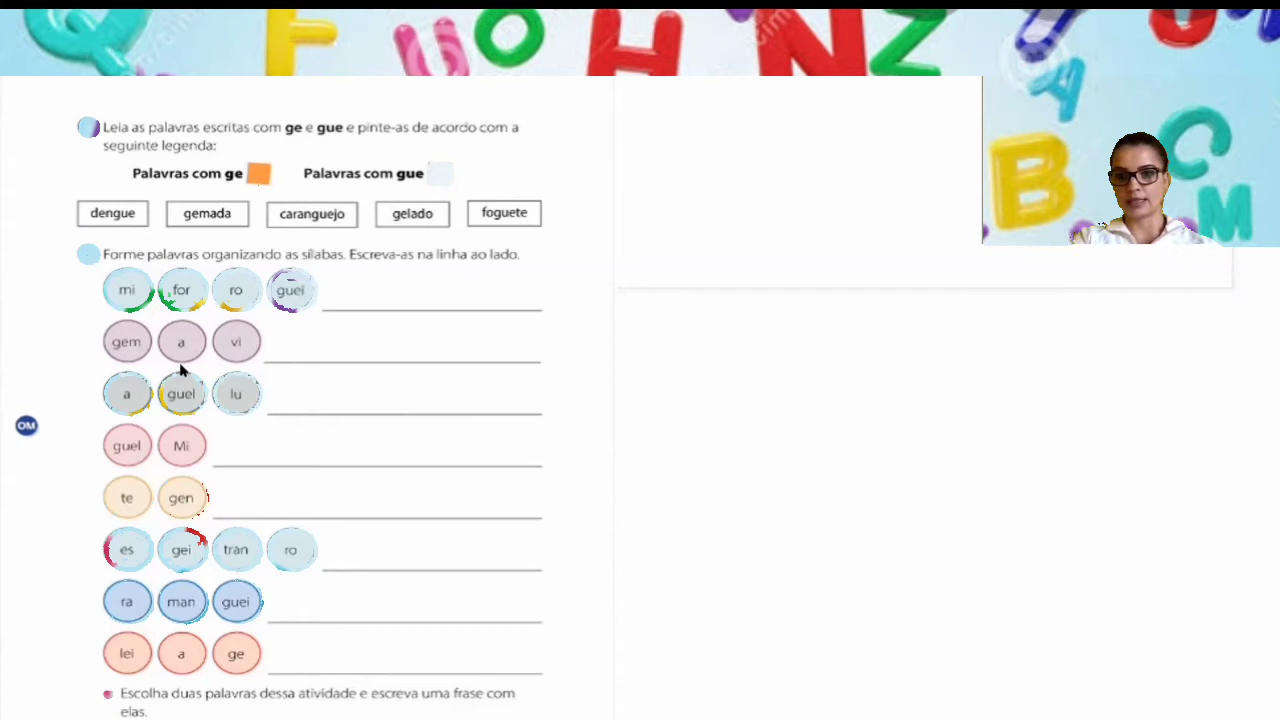 Leia as palavras escritas com ge e gue e pinte-as de acordo com a
seguinte legenda:
Palavras com ge Palavras com gue
dengue gemada caranguejo gelado foguete
Forme palavras organizando as sílabas. Escreva-as na linha ao lado.
mi for ro guei
gem a vi
a guel lu
guel Mi
te gen
es gei tran ro
ra man guei
lei a ge
Escolha duas palavras dessa atividade e escreva uma frase com
elas.
OM